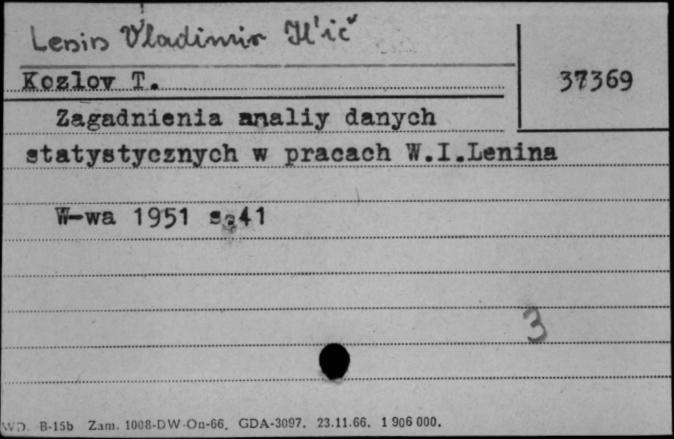 Lenin Vladimir Il'ič
Kozlov T.
37369
Zagadnienia analiy danych
statystycznych w pracach W.I.Lenina
W-wa 1951 s.41
3
WD. B-15b Zam. 1008-DW-On-66. GDA-3097. 23.11.66. 1 906 000.